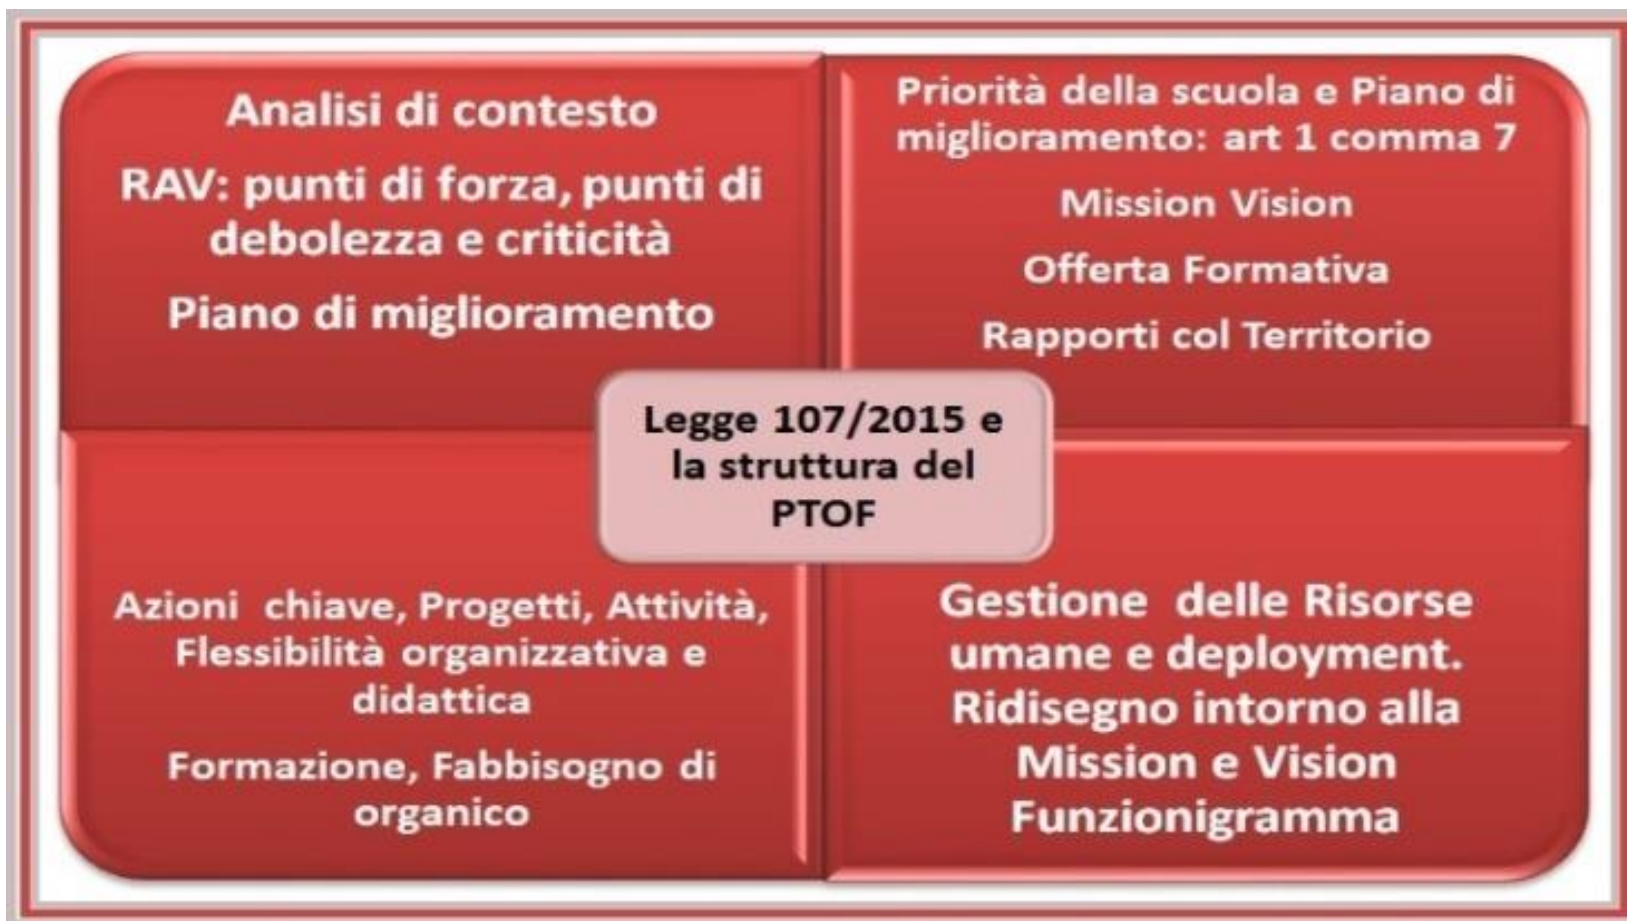 Analisi di contesto
RAV: punti di forza, punti di
debolezza e criticità
Piano di miglioramento
Priorità della scuola e Piano di
miglioramento: art 1 comma 7
Mission Vision
Offerta Formativa
Rapporti col Territorio
Legge 107/2015 e
la struttura del
PTOF
Azioni chiave, Progetti, Attività,
Flessibilità organizzativa e
didattica
Formazione, Fabbisogno di
organico
Gestione delle Risorse
umane e deployment.
Ridisegno intorno alla
Mission e Vision
Funzionigramma